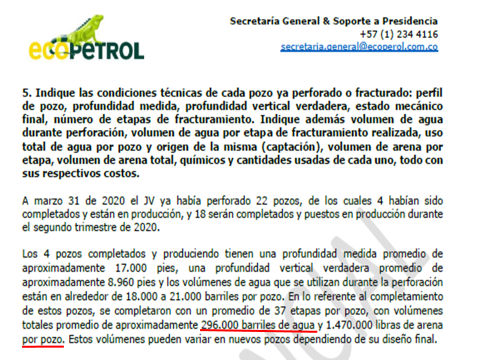 ecopetrol
Secretaría General & Soporte a Presidencia
+57 (1) 234 4116
secretaria.general@ecoperol.com.co
5. Indique las condiciones técnicas de cada pozo ya perforado o fracturado: perfil
de pozo, profundidad medida, profundidad vertical verdadera, estado mecánico
final, número de etapas de fracturamiento. Indique además volumen de agua
durante perforación, volumen de agua por etapa de fracturamiento realizada, uso
total de agua por pozo y origen de la misma (captación), volumen de arena por
etapa, volumen de arena total, químicos y cantidades usadas de cada uno, todo con
sus respectivos costos.
A marzo 31 de 2020 el JV ya había perforado 22 pozos, de los cuales 4 habían sido
completados y están en producción, y 18 serán completados y puestos en producción durante
el segundo trimestre de 2020.
Los 4 pozos completados y produciendo tienen una profundidad medida promedio de
aproximadamente 17.000 pies, una profundidad vertical verdadera promedio de
aproximadamente 8.960 pies y los volúmenes de agua que se utilizan durante la perforación
están en alrededor de 18.000 a 21.000 barriles por pozo. En lo referente al completamiento
de estos pozos, se completaron con un promedio de 37 etapas por pozo, con volúmenes
totales promedio de aproximadamente 296.000 barriles de agua y 1.470.000 libras de arena
por pozo. Estos volúmenes pueden variar en nuevos pozos dependiendo de su diseño final.